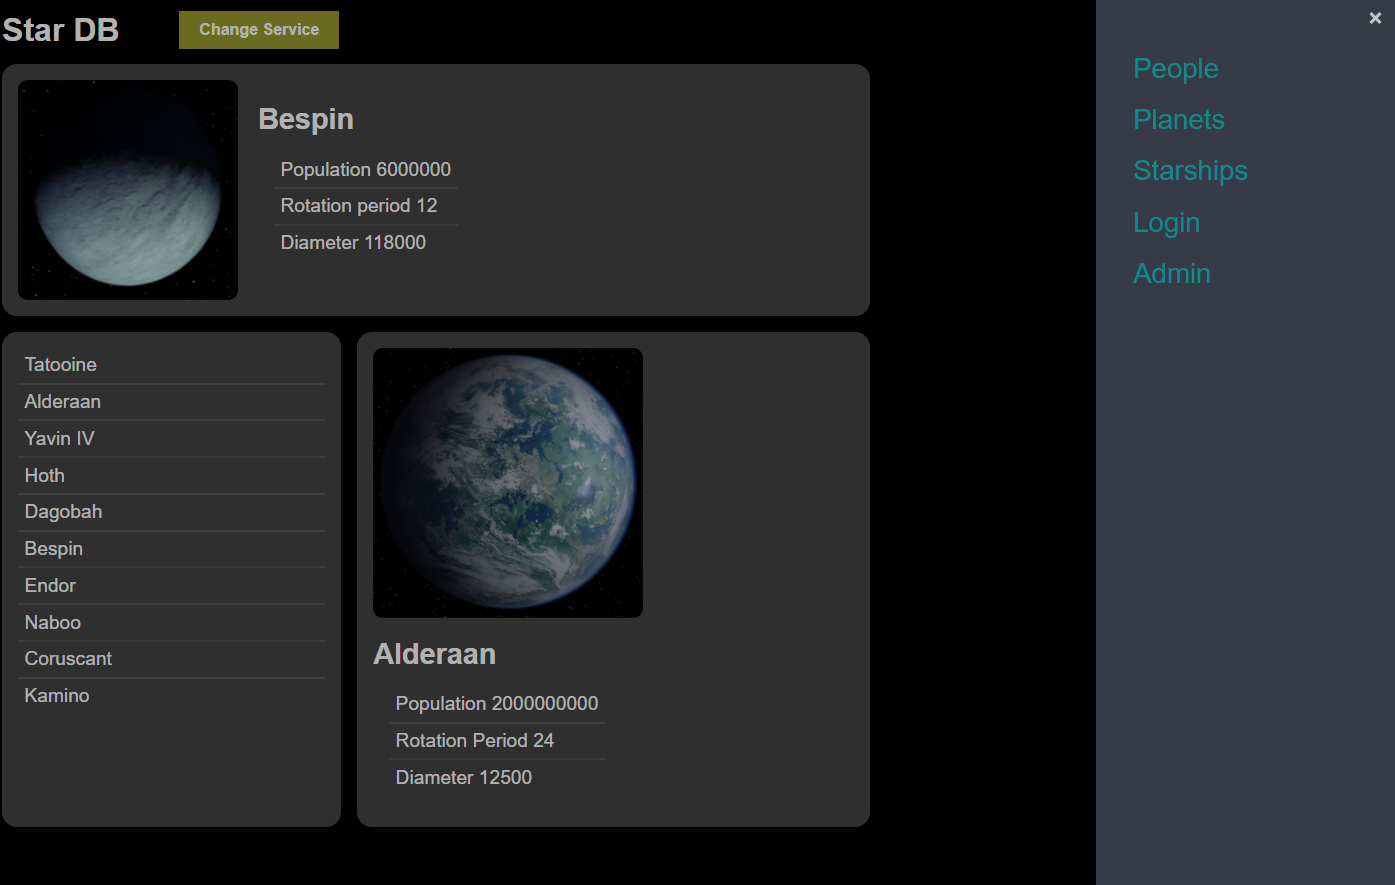 Star DB
Change Service
Bespin
Population 6000000
Rotation period 12
Diameter 118000
Tatooine
Alderaan
Yavin IV
Hoth
Dagobah
Bespin
Endor
Naboo
Coruscant
Kamino
Alderaan
Population 2000000000
Rotation Period 24
Diameter 12500
×
People
Planets
Starships
Login
Admin